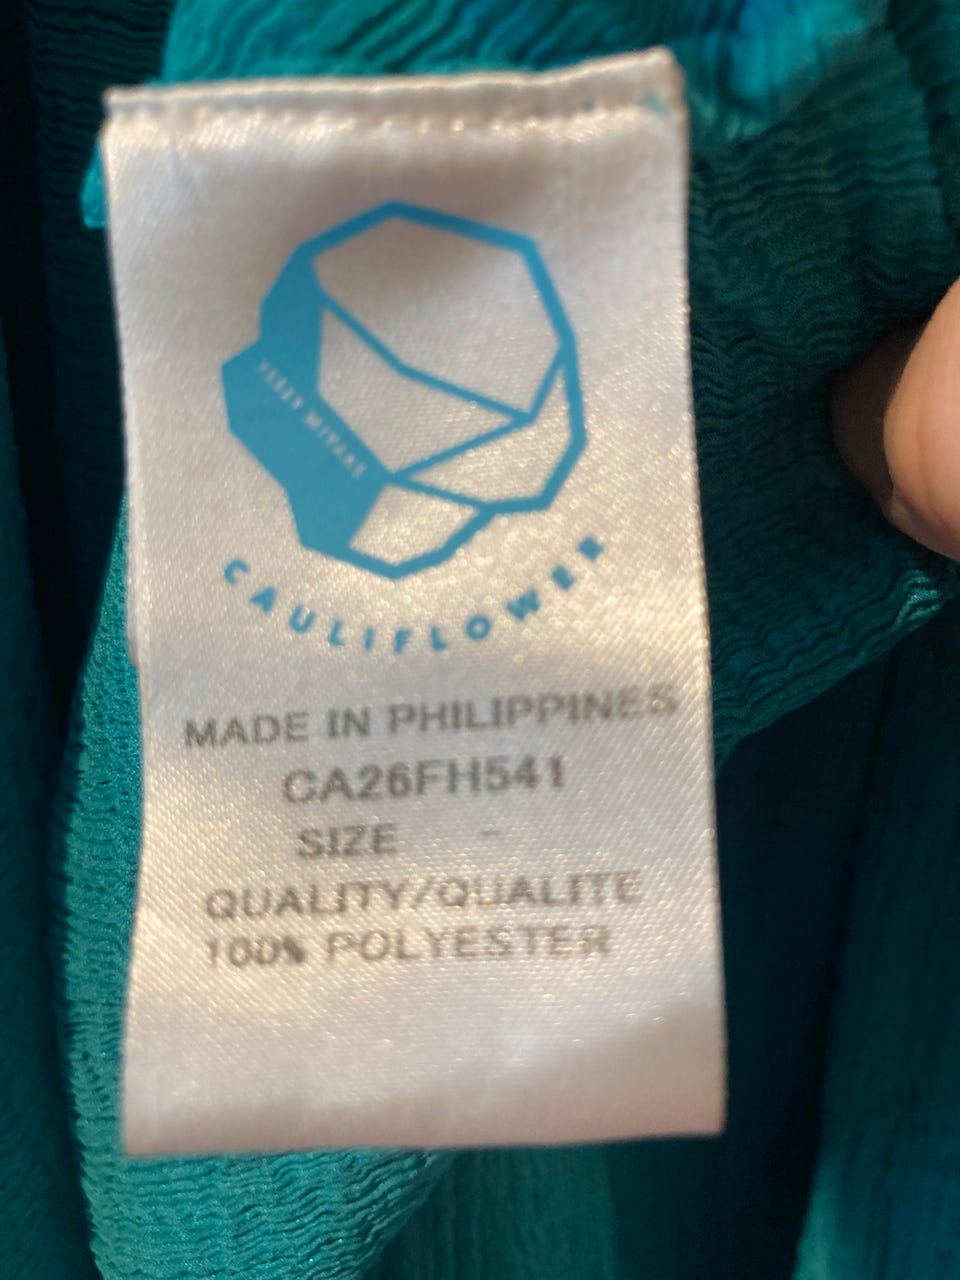 ISSEY MIYAKE
CAULIFLOWER
MADE IN PHILIPPINES
CA26FH541
SIZE -
QUALITY/QUALITE
100% POLYESTER